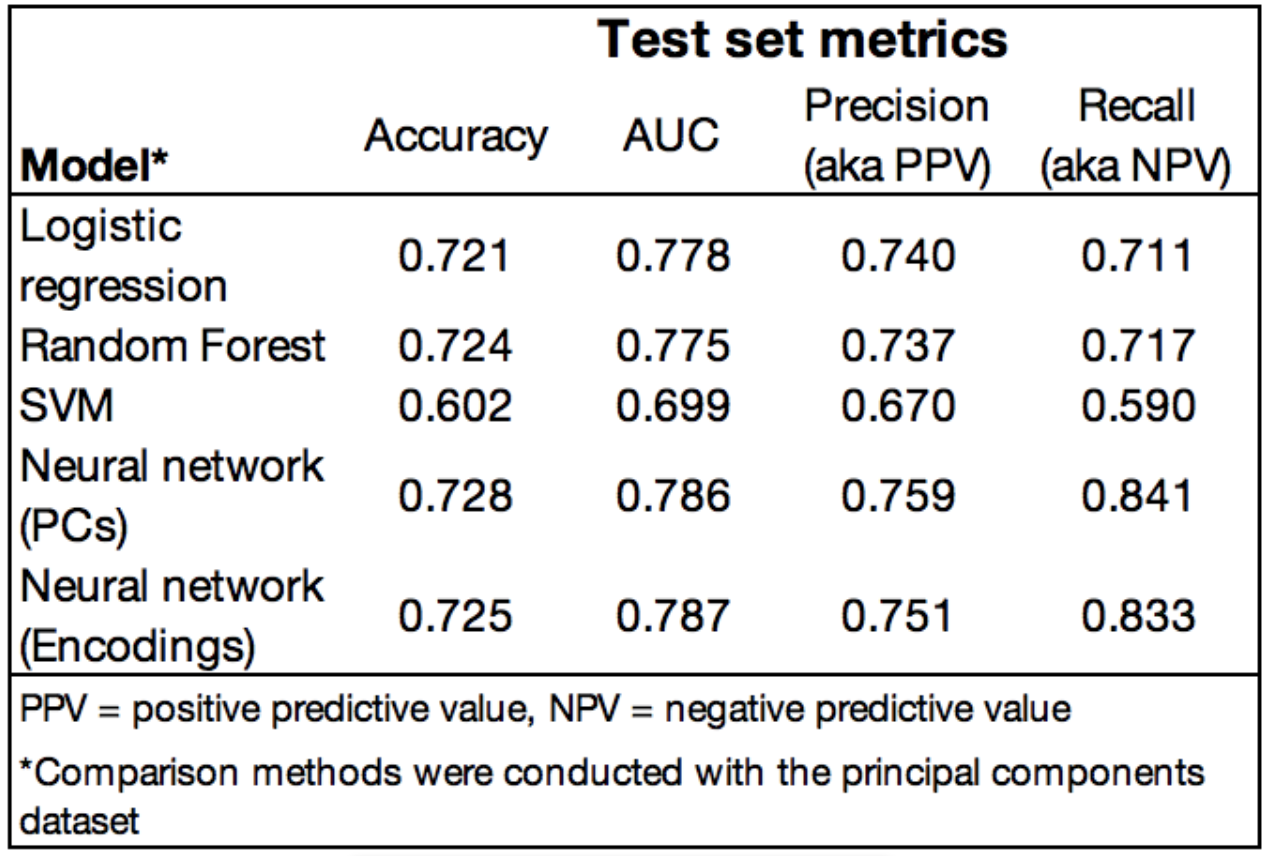 Test set metrics
Model* Accuracy AUC Precision (aka PPV) Recall (aka NPV)
Logistic regression 0.721 0.778 0.740 0.711
Random Forest 0.724 0.775 0.737 0.717
SVM 0.602 0.699 0.670 0.590
Neural network (PCs) 0.728 0.786 0.759 0.841
Neural network (Encodings) 0.725 0.787 0.751 0.833
PPV = positive predictive value, NPV = negative predictive value
*Comparison methods were conducted with the principal components
dataset